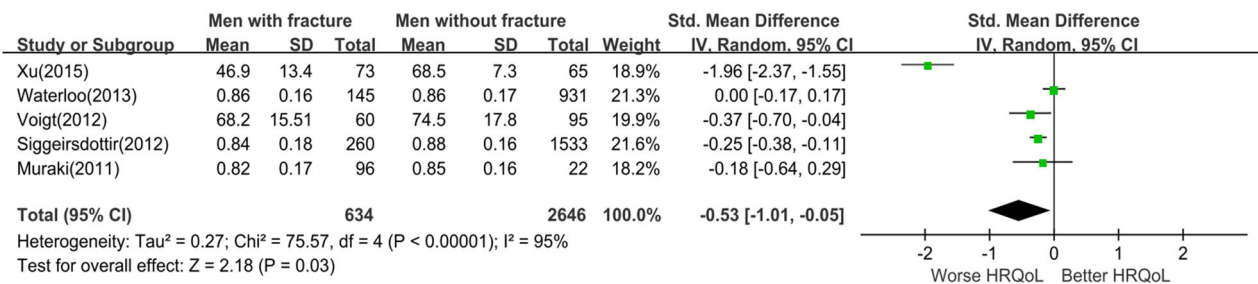 Men with fracture Men without fracture Std. Mean Difference Std. Mean Difference
Study or Subgroup Mean SD Total Mean SD Total Weight IV, Random, 95% CI IV, Random, 95% CI
Xu(2015) 46.9 13.4 73 68.5 7.3 65 18.9% -1.96 [-2.37, -1.55]
Waterloo(2013) 0.86 0.16 145 0.86 0.17 931 21.3% 0.00 [-0.17, 0.17]
Voigt(2012) 68.2 15.51 60 74.5 17.8 95 19.9% -0.37 [-0.70, -0.04]
Siggeirsdottir(2012) 0.84 0.18 260 0.88 0.16 1533 21.6% -0.25 [-0.38, -0.11]
Muraki(2011) 0.82 0.17 96 0.85 0.16 22 18.2% -0.18 [-0.64, 0.29]
Total (95% CI) 634 2646 100.0% -0.53 [-1.01, -0.05]
Heterogeneity: Tau² = 0.27; Chi² = 75.57, df = 4 (P < 0.00001); I² = 95%
Test for overall effect: Z = 2.18 (P = 0.03)
-2 -1 0 1 2
Worse HRQoL Better HRQoL